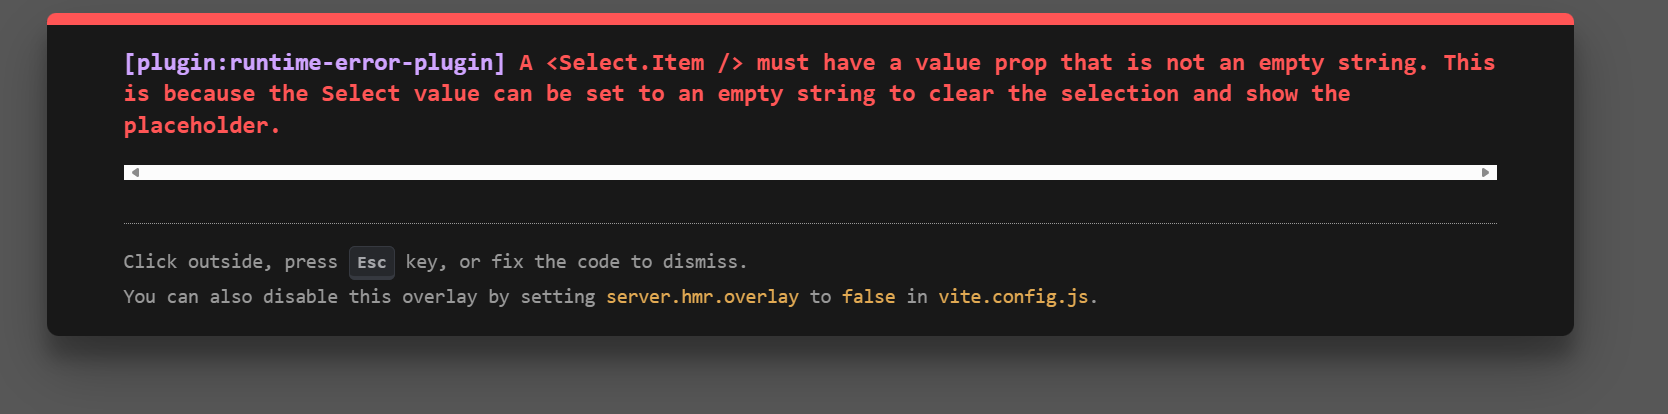 [plugin:runtime-error-plugin] A <Select.Item /> must have a value prop that is not an empty string. This
is because the Select value can be set to an empty string to clear the selection and show the
placeholder.
Click outside, press Esc key, or fix the code to dismiss.
You can also disable this overlay by setting server.hmr.overlay to false in vite.config.js.